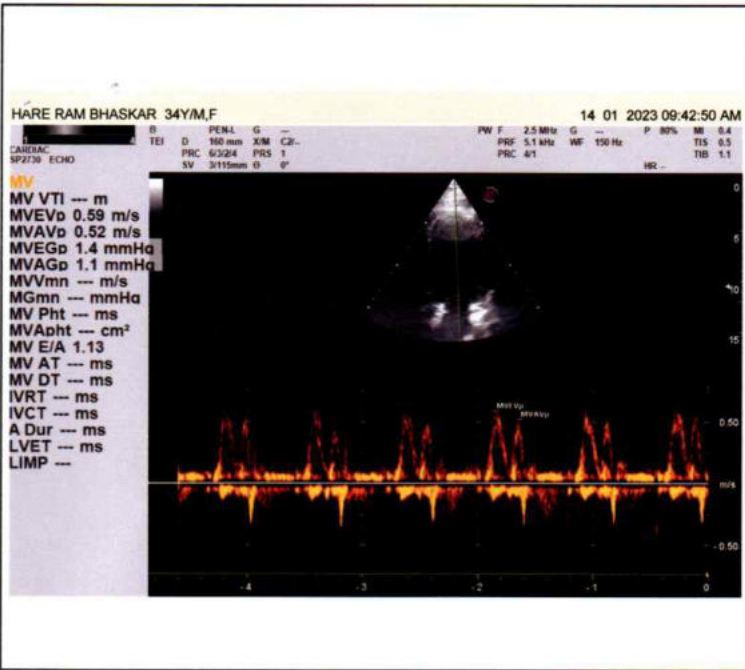 HARE RAM BHASKAR 34Y/M,F 14 01 2023 09:42:50 AM
B PEN-L G --- PW F 2.5 MHz G --- P 80% MI 0.4
TEI D 160 mm X/M C2/-- PRF 5.1 kHz WF 150 Hz TIS 0.5
CARDIAC PRC 6/3/2/4 PRS 1 PRC 4/1 TIB 1.1
SP2730 ECHO SV 3/115mm Θ 0° HR --
MV
MV VTI --- m
MVEVp 0.59 m/s
MVAVp 0.52 m/s
MVEGp 1.4 mmHg
MVAGp 1.1 mmHg
MVVmn --- m/s
MGmn --- mmHg
MV Pht --- ms
MVApht --- cm²
MV E/A 1.13
MV AT --- ms
MV DT --- ms
IVRT --- ms
IVCT --- ms
A Dur --- ms
LVET --- ms
LIMP ---
0
5
10
15
MVEVp
MVAVp
0.50
m/s
-0.50
-4 -3 -2 -1 0